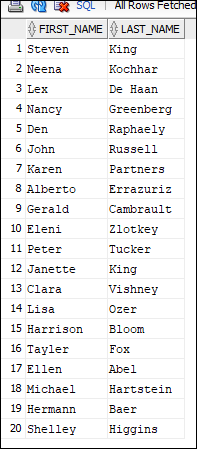 SQL All Rows Fetched
FIRST_NAME LAST_NAME
1 Steven King
2 Neena Kochhar
3 Lex De Haan
4 Nancy Greenberg
5 Den Raphaely
6 John Russell
7 Karen Partners
8 Alberto Errazuriz
9 Gerald Cambrault
10 Eleni Zlotkey
11 Peter Tucker
12 Janette King
13 Clara Vishney
14 Lisa Ozer
15 Harrison Bloom
16 Tayler Fox
17 Ellen Abel
18 Michael Hartstein
19 Hermann Baer
20 Shelley Higgins